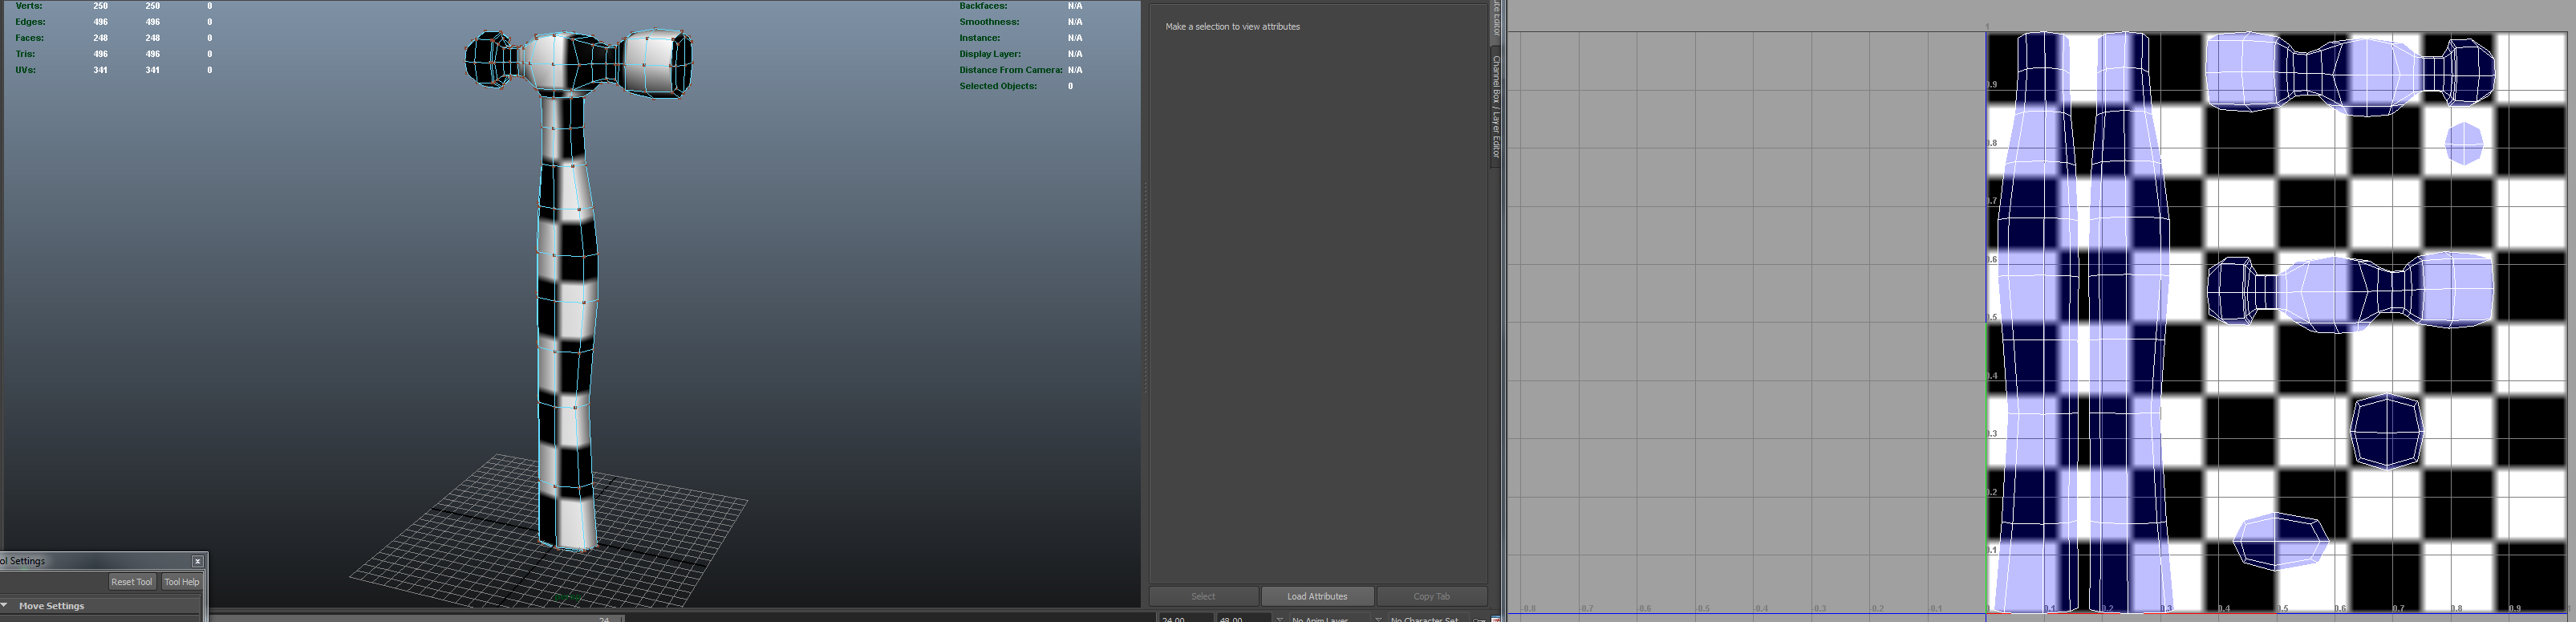 Verts: 250 250 0
Edges: 496 496 0
Faces: 248 248 0
Tris: 496 496 0
UVs: 341 341 0
Backfaces: N/A
Smoothness: N/A
Instance: N/A
Display Layer: N/A
Distance From Camera: N/A
Selected Objects: 0
ol Settings
x
Reset Tool Tool Help
Move Settings
24
Make a selection to view attributes
Select Load Attributes Copy Tab
24.00 48.00 No Anim Layer No Character Set
ute Editor
Channel Box / Layer Editor
1
0.9
0.8
0.7
0.6
0.5
0.4
0.3
0.2
0.1
-0.8 -0.7 -0.6 -0.5 -0.4 -0.3 -0.2 -0.1 0.1 0.2 0.3 0.4 0.5 0.6 0.7 0.8 0.9